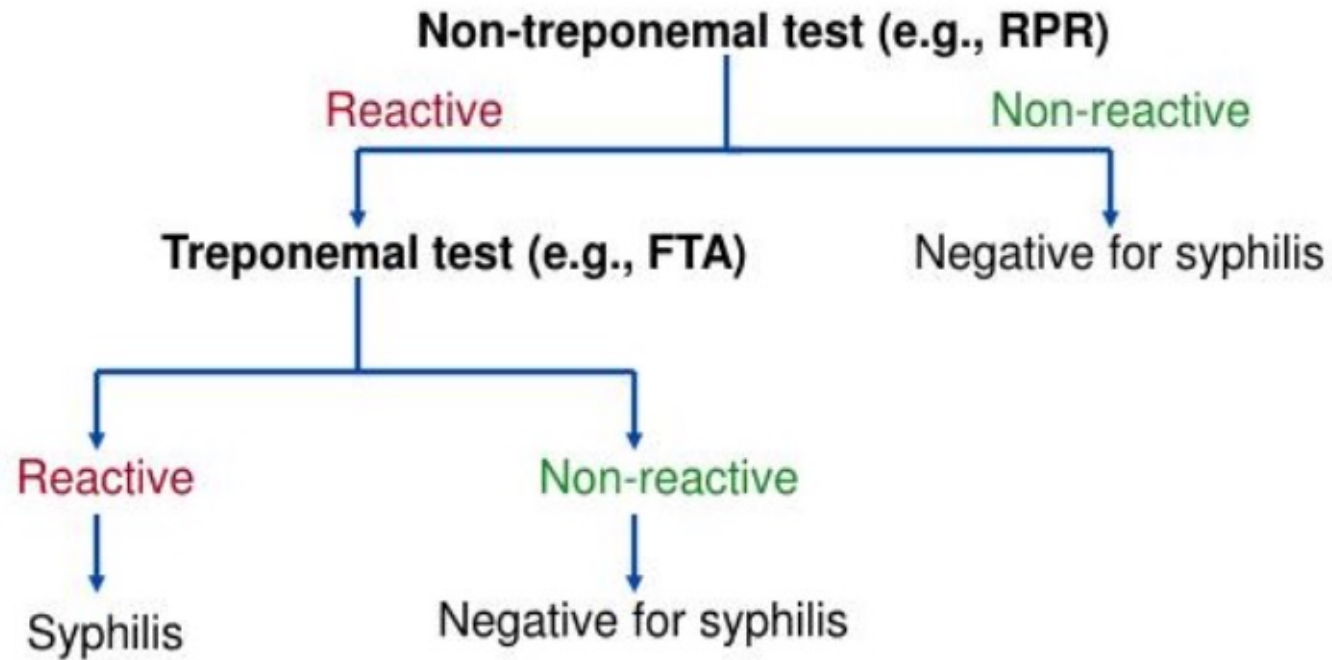 Non-treponemal test (e.g., RPR)
Reactive
Non-reactive
Treponemal test (e.g., FTA)
Negative for syphilis
Reactive
Non-reactive
Syphilis
Negative for syphilis